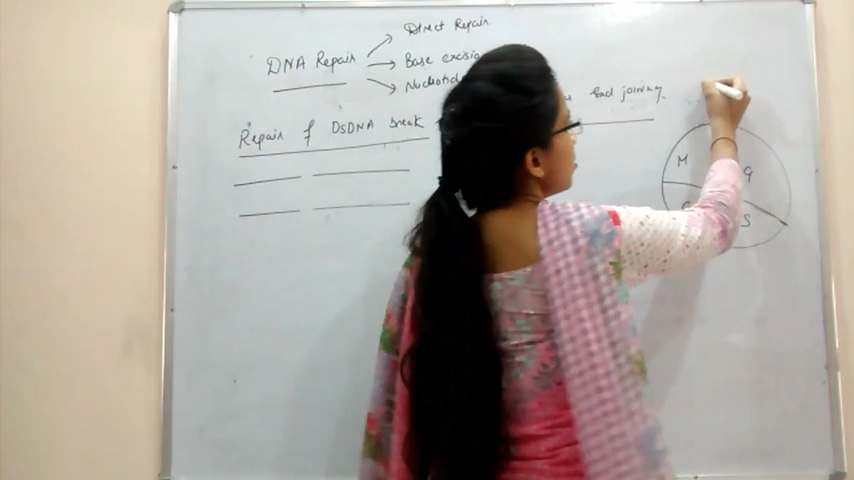 Direct Repair
DNA Repair
Base excisio
Nucleotid
End joining
Repair of DSDNA break
M
G
S